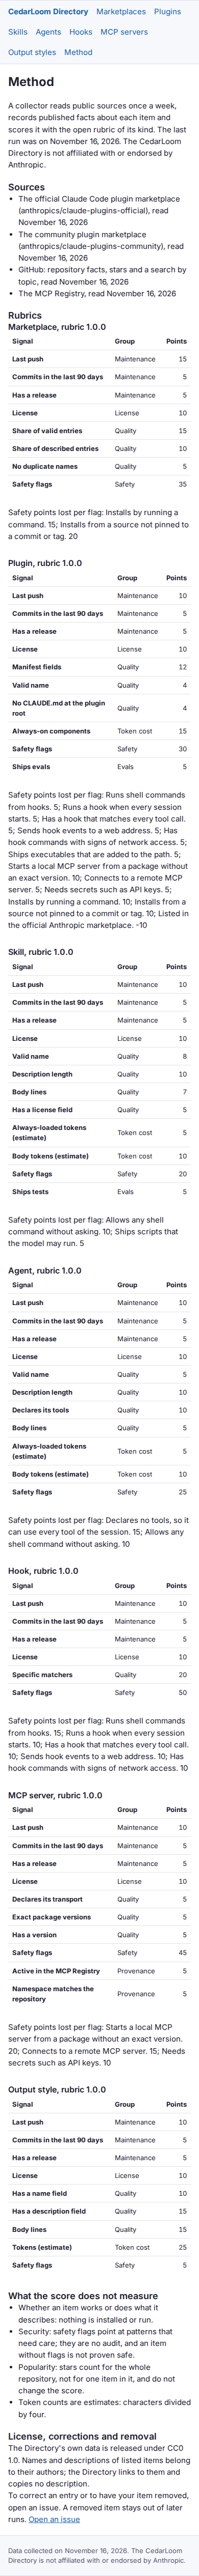 CedarLoom Directory Marketplaces Plugins
Skills Agents Hooks MCP servers
Output styles Method
Method
A collector reads public sources once a week,
records published facts about each item and
scores it with the open rubric of its kind. The last
run was on November 16, 2026. The CedarLoom
Directory is not affiliated with or endorsed by
Anthropic.
Sources
• The official Claude Code plugin marketplace
(anthropics/claude-plugins-official), read
November 16, 2026
• The community plugin marketplace
(anthropics/claude-plugins-community), read
November 16, 2026
• GitHub: repository facts, stars and a search by
topic, read November 16, 2026
• The MCP Registry, read November 16, 2026
Rubrics
Marketplace, rubric 1.0.0
Signal Group Points
Last push Maintenance 15
Commits in the last 90 days Maintenance 5
Has a release Maintenance 5
License License 10
Share of valid entries Quality 15
Share of described entries Quality 10
No duplicate names Quality 5
Safety flags Safety 35
Safety points lost per flag: Installs by running a
command. 15; Installs from a source not pinned to
a commit or tag. 20
Plugin, rubric 1.0.0
Signal Group Points
Last push Maintenance 10
Commits in the last 90 days Maintenance 5
Has a release Maintenance 5
License License 10
Manifest fields Quality 12
Valid name Quality 4
No CLAUDE.md at the plugin
root Quality 4
Always-on components Token cost 15
Safety flags Safety 30
Ships evals Evals 5
Safety points lost per flag: Runs shell commands
from hooks. 5; Runs a hook when every session
starts. 5; Has a hook that matches every tool call.
5; Sends hook events to a web address. 5; Has
hook commands with signs of network access. 5;
Ships executables that are added to the path. 5;
Starts a local MCP server from a package without
an exact version. 10; Connects to a remote MCP
server. 5; Needs secrets such as API keys. 5;
Installs by running a command. 10; Installs from a
source not pinned to a commit or tag. 10; Listed in
the official Anthropic marketplace. -10
Skill, rubric 1.0.0
Signal Group Points
Last push Maintenance 10
Commits in the last 90 days Maintenance 5
Has a release Maintenance 5
License License 10
Valid name Quality 8
Description length Quality 10
Body lines Quality 7
Has a license field Quality 5
Always-loaded tokens
(estimate) Token cost 5
Body tokens (estimate) Token cost 10
Safety flags Safety 20
Ships tests Evals 5
Safety points lost per flag: Allows any shell
command without asking. 10; Ships scripts that
the model may run. 5
Agent, rubric 1.0.0
Signal Group Points
Last push Maintenance 10
Commits in the last 90 days Maintenance 5
Has a release Maintenance 5
License License 10
Valid name Quality 5
Description length Quality 10
Declares its tools Quality 10
Body lines Quality 5
Always-loaded tokens
(estimate) Token cost 5
Body tokens (estimate) Token cost 10
Safety flags Safety 25
Safety points lost per flag: Declares no tools, so it
can use every tool of the session. 15; Allows any
shell command without asking. 10
Hook, rubric 1.0.0
Signal Group Points
Last push Maintenance 10
Commits in the last 90 days Maintenance 5
Has a release Maintenance 5
License License 10
Specific matchers Quality 20
Safety flags Safety 50
Safety points lost per flag: Runs shell commands
from hooks. 15; Runs a hook when every session
starts. 10; Has a hook that matches every tool call.
10; Sends hook events to a web address. 10; Has
hook commands with signs of network access. 10
MCP server, rubric 1.0.0
Signal Group Points
Last push Maintenance 10
Commits in the last 90 days Maintenance 5
Has a release Maintenance 5
License License 10
Declares its transport Quality 5
Exact package versions Quality 5
Has a version Quality 5
Safety flags Safety 45
Active in the MCP Registry Provenance 5
Namespace matches the
repository Provenance 5
Safety points lost per flag: Starts a local MCP
server from a package without an exact version.
20; Connects to a remote MCP server. 15; Needs
secrets such as API keys. 10
Output style, rubric 1.0.0
Signal Group Points
Last push Maintenance 10
Commits in the last 90 days Maintenance 5
Has a release Maintenance 5
License License 10
Has a name field Quality 10
Has a description field Quality 15
Body lines Quality 15
Tokens (estimate) Token cost 25
Safety flags Safety 5
What the score does not measure
• Whether an item works or does what it
describes: nothing is installed or run.
• Security: safety flags point at patterns that
need care; they are no audit, and an item
without flags is not proven safe.
• Popularity: stars count for the whole
repository, not for one item in it, and do not
change the score.
• Token counts are estimates: characters divided
by four.
License, corrections and removal
The Directory's own data is released under CC0
1.0. Names and descriptions of listed items belong
to their authors; the Directory links to them and
copies no description.
To correct an entry or to have your item removed,
open an issue. A removed item stays out of later
runs. Open an issue
Data collected on November 16, 2026. The CedarLoom
Directory is not affiliated with or endorsed by Anthropic.